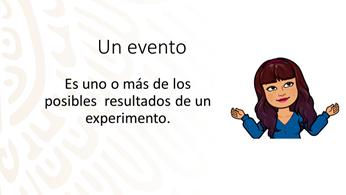 Un evento
Es uno o más de los
posibles resultados de un
experimento.